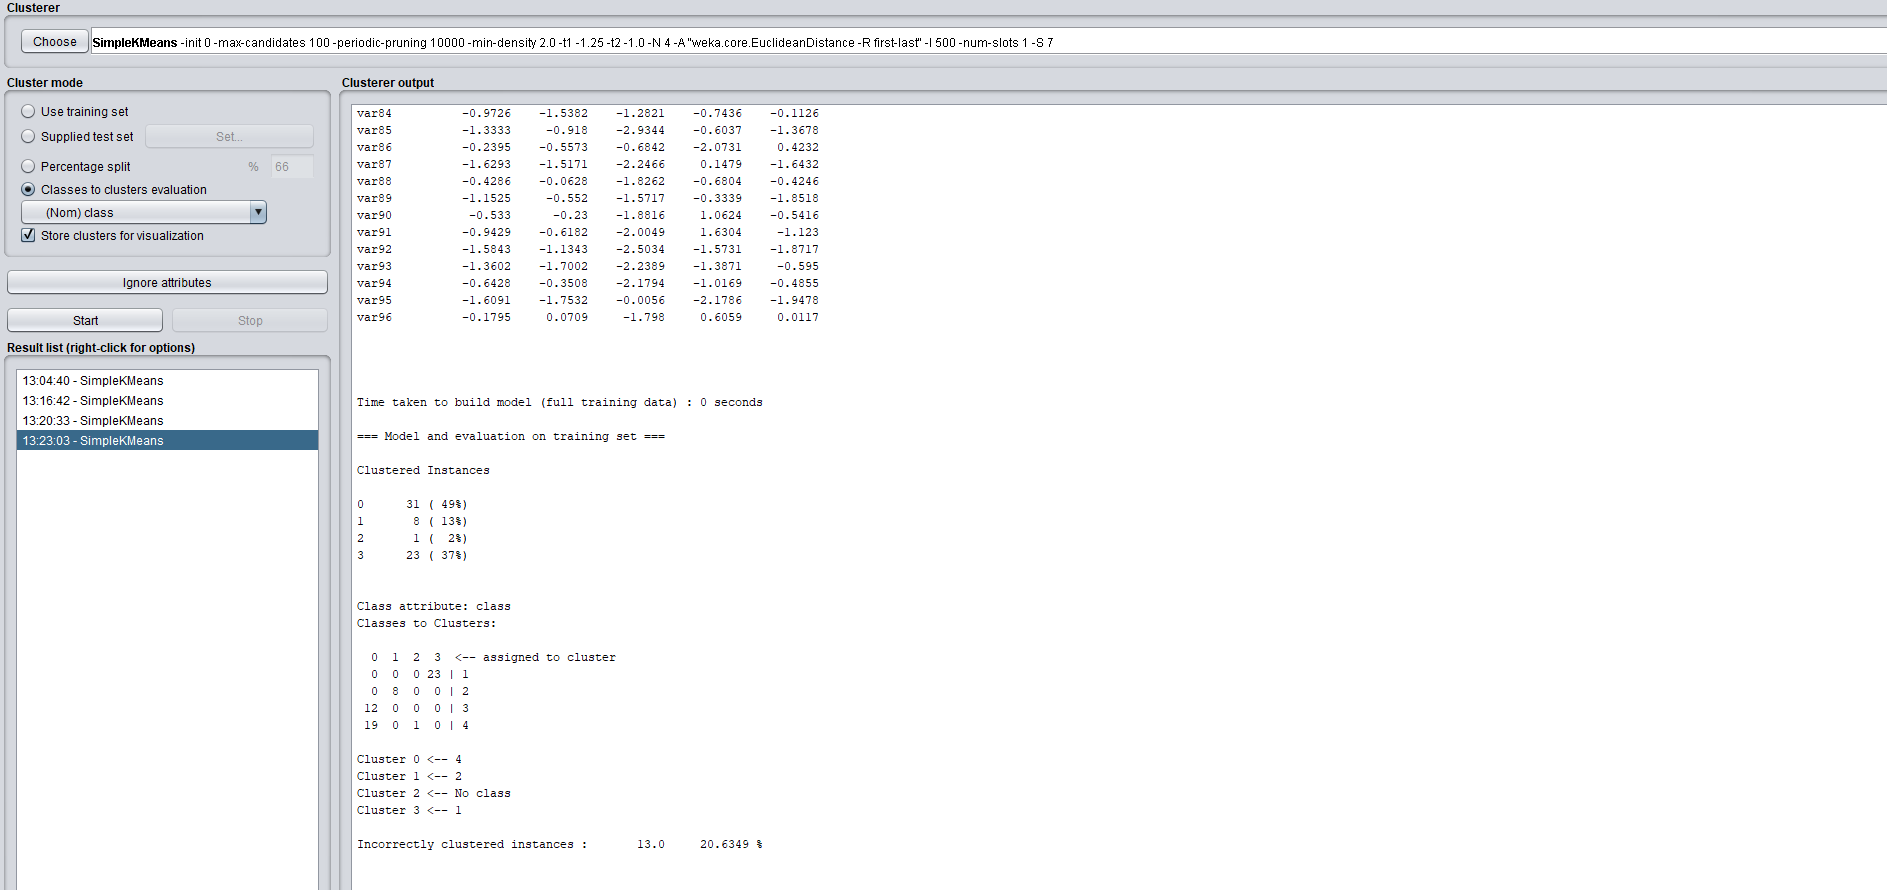 Clusterer
Choose SimpleKMeans -init 0 -max-candidates 100 -periodic-pruning 10000 -min-density 2.0 -t1 -1.25 -t2 -1.0 -N 4 -A "weka.core.EuclideanDistance -R first-last" -I 500 -num-slots 1 -S 7
Cluster mode
Use training set
Supplied test set Set...
Percentage split % 66
Classes to clusters evaluation
(Nom) class
Store clusters for visualization
Ignore attributes
Start Stop
Result list (right-click for options)
13:04:40 - SimpleKMeans
13:16:42 - SimpleKMeans
13:20:33 - SimpleKMeans
13:23:03 - SimpleKMeans
Clusterer output
var84 -0.9726 -1.5382 -1.2821 -0.7436 -0.1126
var85 -1.3333 -0.918 -2.9344 -0.6037 -1.3678
var86 -0.2395 -0.5573 -0.6842 -2.0731 0.4232
var87 -1.6293 -1.5171 -2.2466 0.1479 -1.6432
var88 -0.4286 -0.0628 -1.8262 -0.6804 -0.4246
var89 -1.1525 -0.552 -1.5717 -0.3339 -1.8518
var90 -0.533 -0.23 -1.8816 1.0624 -0.5416
var91 -0.9429 -0.6182 -2.0049 1.6304 -1.123
var92 -1.5843 -1.1343 -2.5034 -1.5731 -1.8717
var93 -1.3602 -1.7002 -2.2389 -1.3871 -0.595
var94 -0.6428 -0.3508 -2.1794 -1.0169 -0.4855
var95 -1.6091 -1.7532 -0.0056 -2.1786 -1.9478
var96 -0.1795 0.0709 -1.798 0.6059 0.0117
Time taken to build model (full training data) : 0 seconds
=== Model and evaluation on training set ===
Clustered Instances
0 31 ( 49%)
1 8 ( 13%)
2 1 ( 2%)
3 23 ( 37%)
Class attribute: class
Classes to Clusters:
0 1 2 3 <-- assigned to cluster
0 0 0 23 | 1
0 8 0 0 | 2
12 0 0 0 | 3
19 0 1 0 | 4
Cluster 0 <-- 4
Cluster 1 <-- 2
Cluster 2 <-- No class
Cluster 3 <-- 1
Incorrectly clustered instances : 13.0 20.6349 %